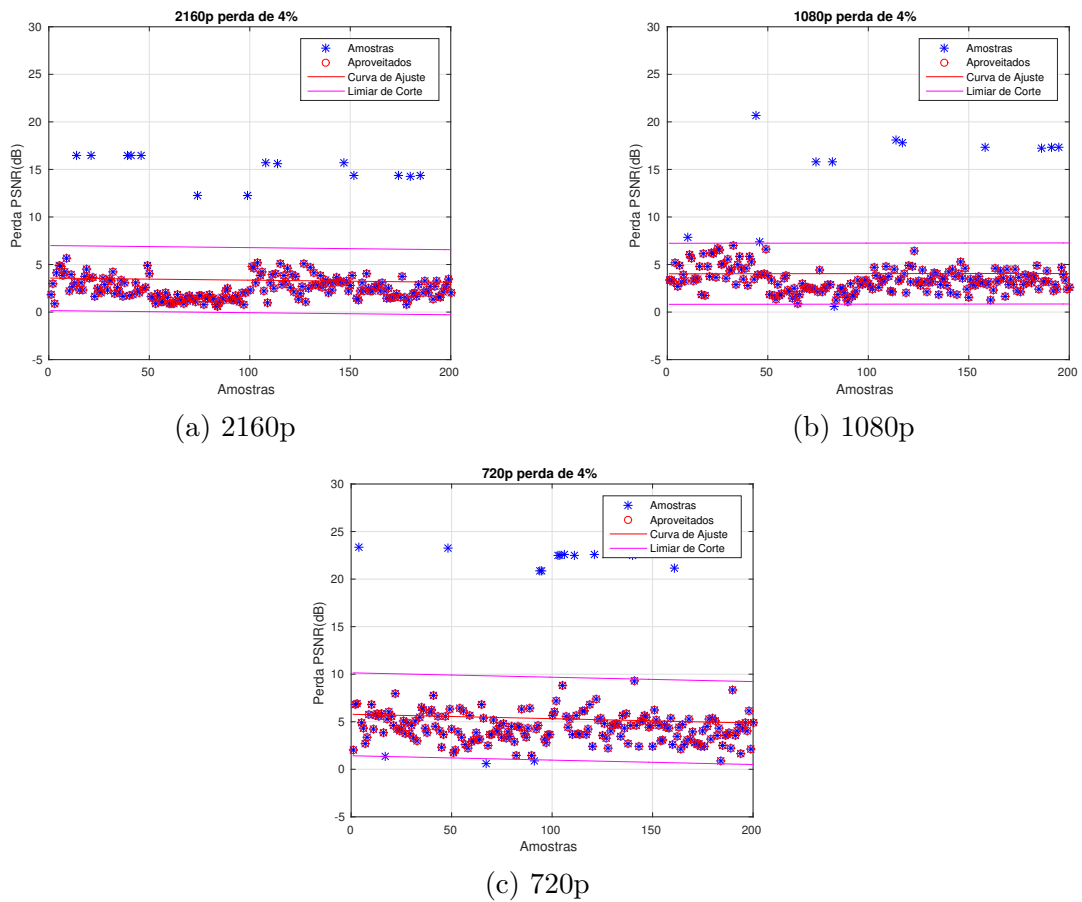 2160p perda de 4%
30
25
20
15
10
5
0
-5
Perda PSNR(dB)
0 50 100 150 200
Amostras
Amostras
Aproveitados
Curva de Ajuste
Limiar de Corte
(a) 2160p
1080p perda de 4%
30
25
20
15
10
5
0
-5
Perda PSNR(dB)
0 50 100 150 200
Amostras
Amostras
Aproveitados
Curva de Ajuste
Limiar de Corte
(b) 1080p
720p perda de 4%
30
25
20
15
10
5
0
-5
Perda PSNR(dB)
0 50 100 150 200
Amostras
Amostras
Aproveitados
Curva de Ajuste
Limiar de Corte
(c) 720p